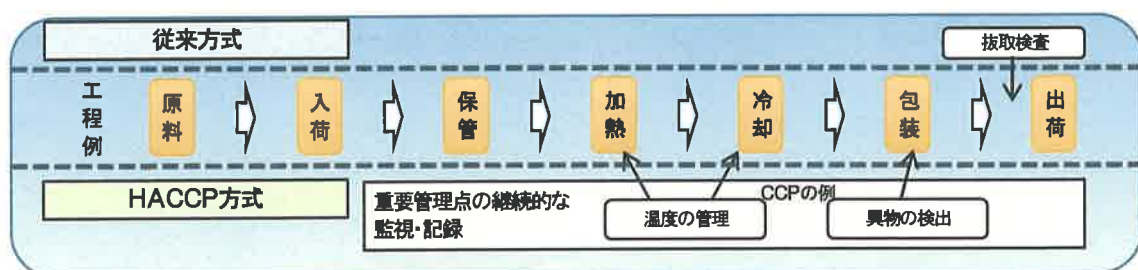 従来方式
抜取検査
工程例
原料
入荷
保管
加熱
冷却
包装
出荷
HACCP方式
重要管理点の継続的な
監視・記録
CCPの例
温度の管理
異物の検出